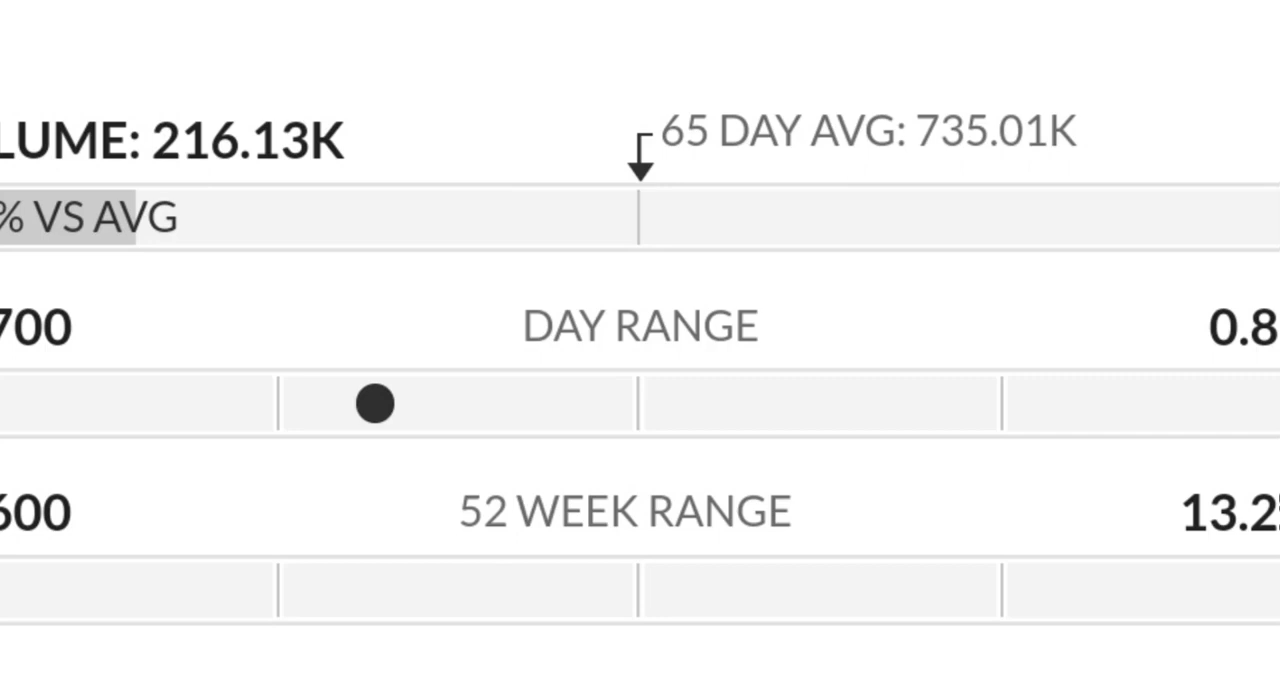 LUME: 216.13K
65 DAY AVG: 735.01K
% VS AVG
700 DAY RANGE 0.8
600 52 WEEK RANGE 13.2